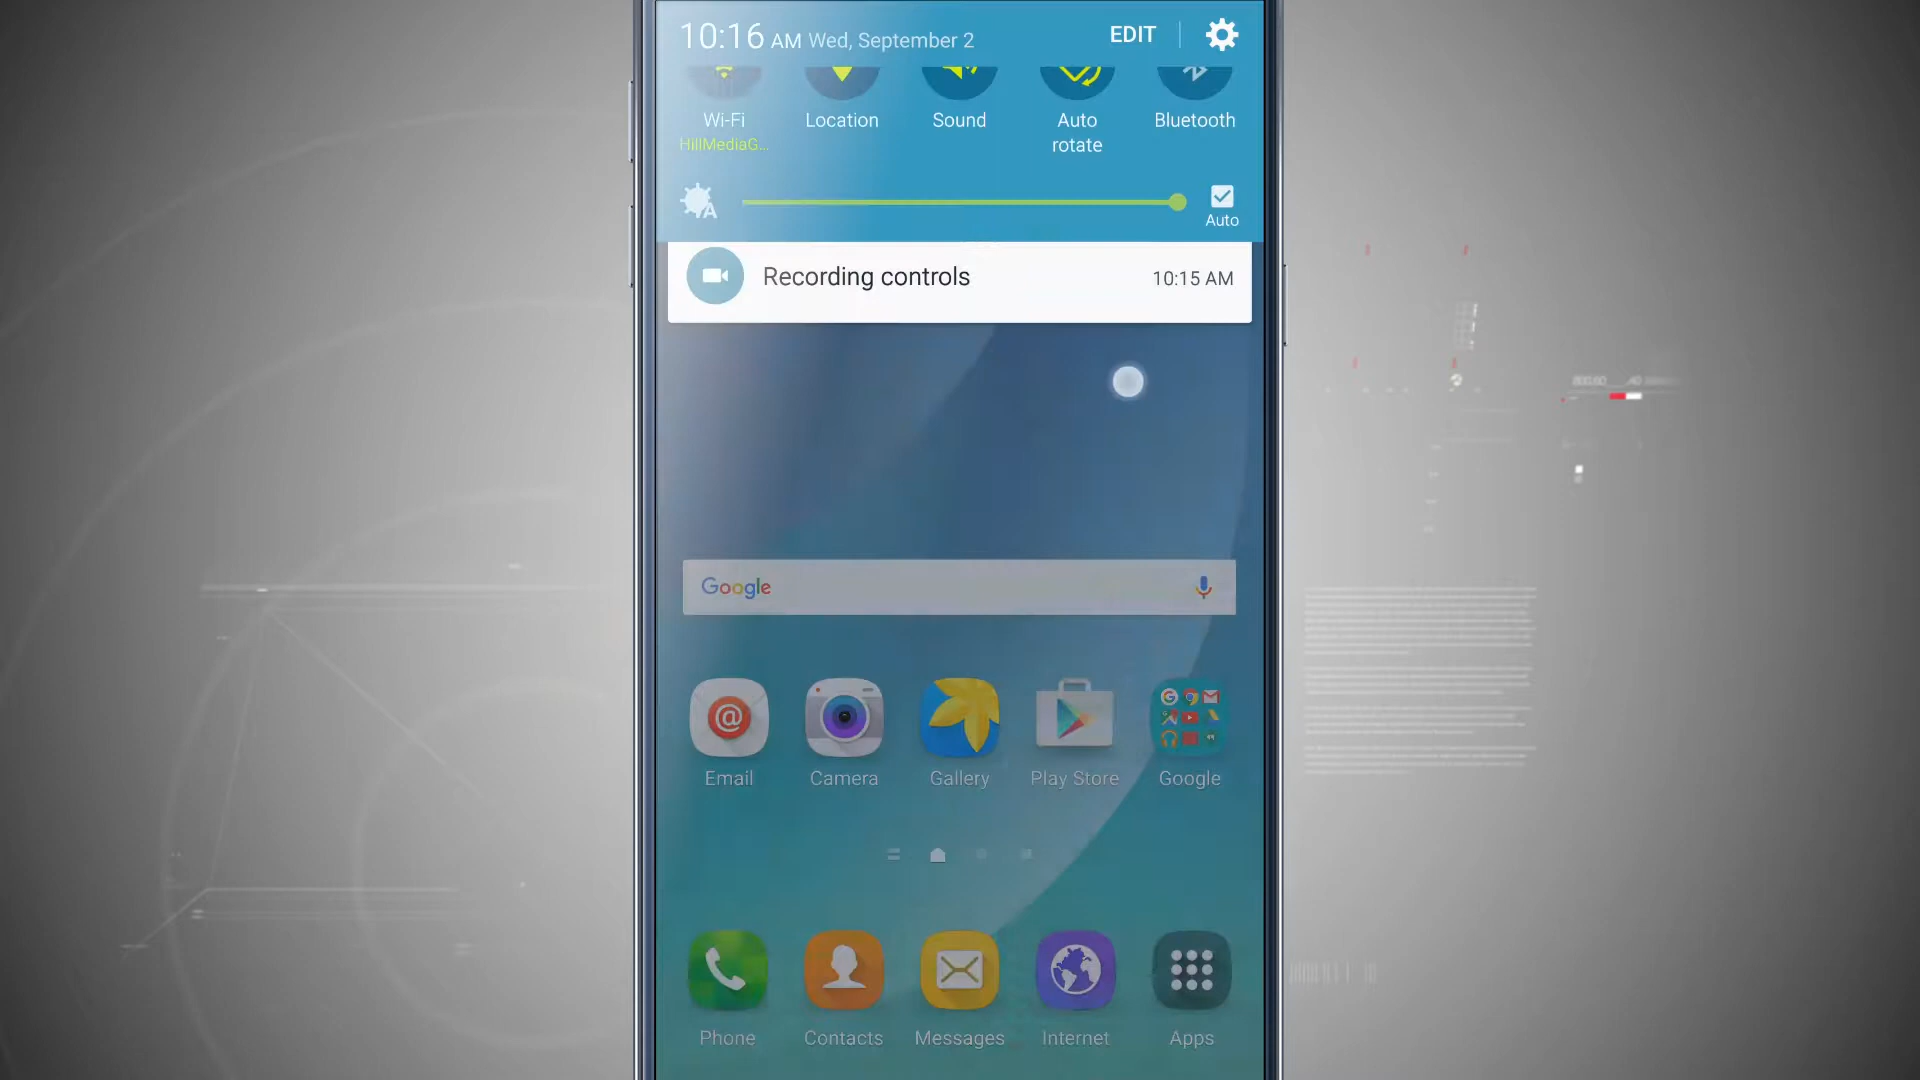 10:16 AM Wed, September 2 EDIT
Wi-Fi Location Sound Auto rotate Bluetooth
HillMediaG...
A Auto
Recording controls 10:15 AM
Google
Email Camera Gallery Play Store Google
Phone Contacts Messages Internet Apps